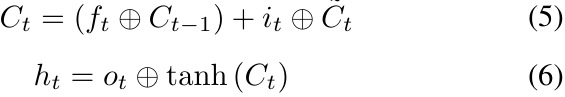 C_t = (f_t ⊕ C_{t−1}) + i_t ⊕ C̃_t (5)
h_t = o_t ⊕ tanh (C_t) (6)